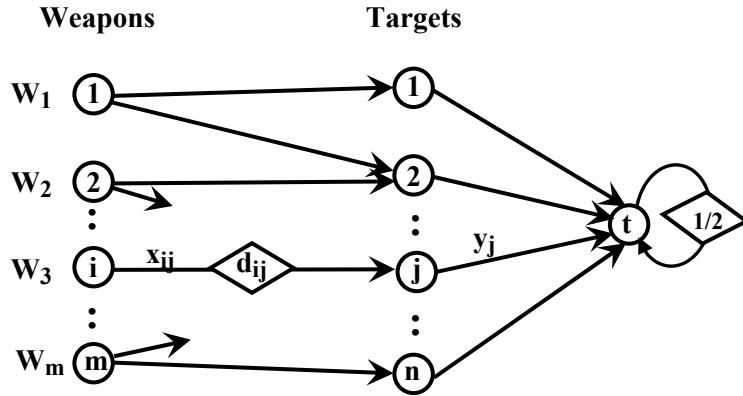 Weapons Targets
W1 1 1
W2 2 2
⋮ ⋮
1/2
t
yj
W3 i xij dij j
⋮ ⋮
Wm m n